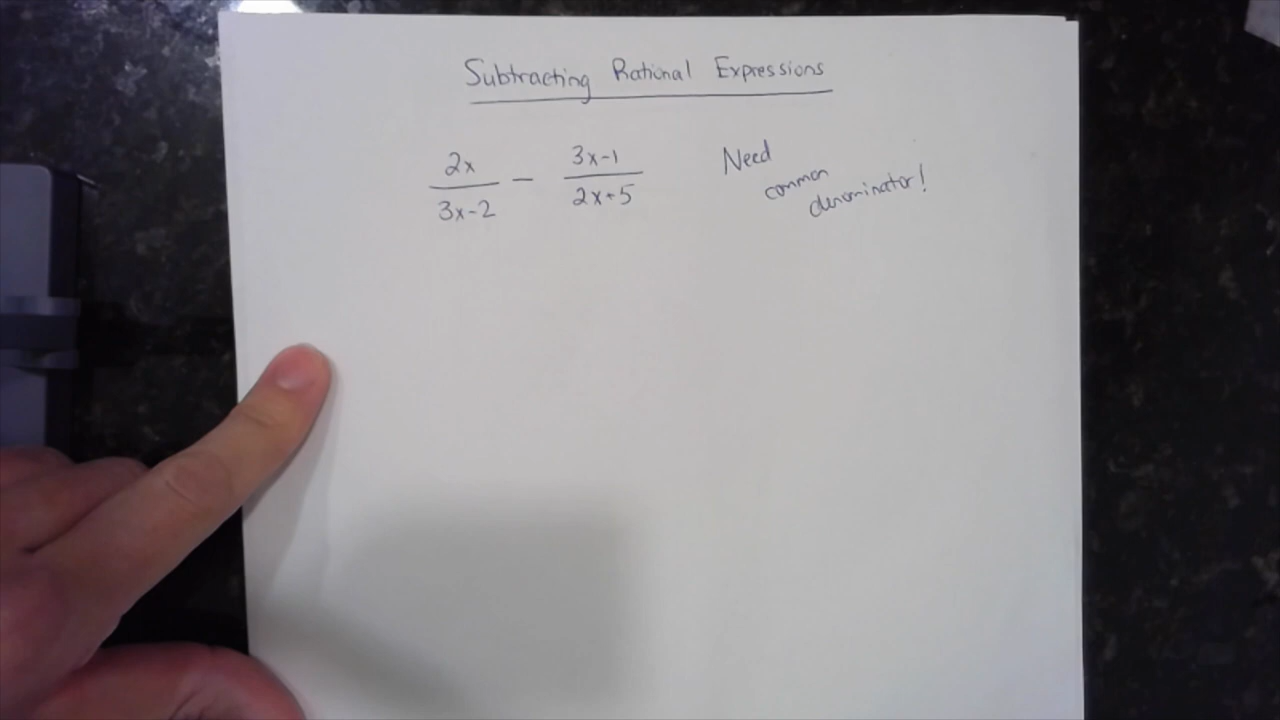 Subtracting Rational Expressions
2x/3x-2 - 3x-1/2x+5
Need
common
denominator!